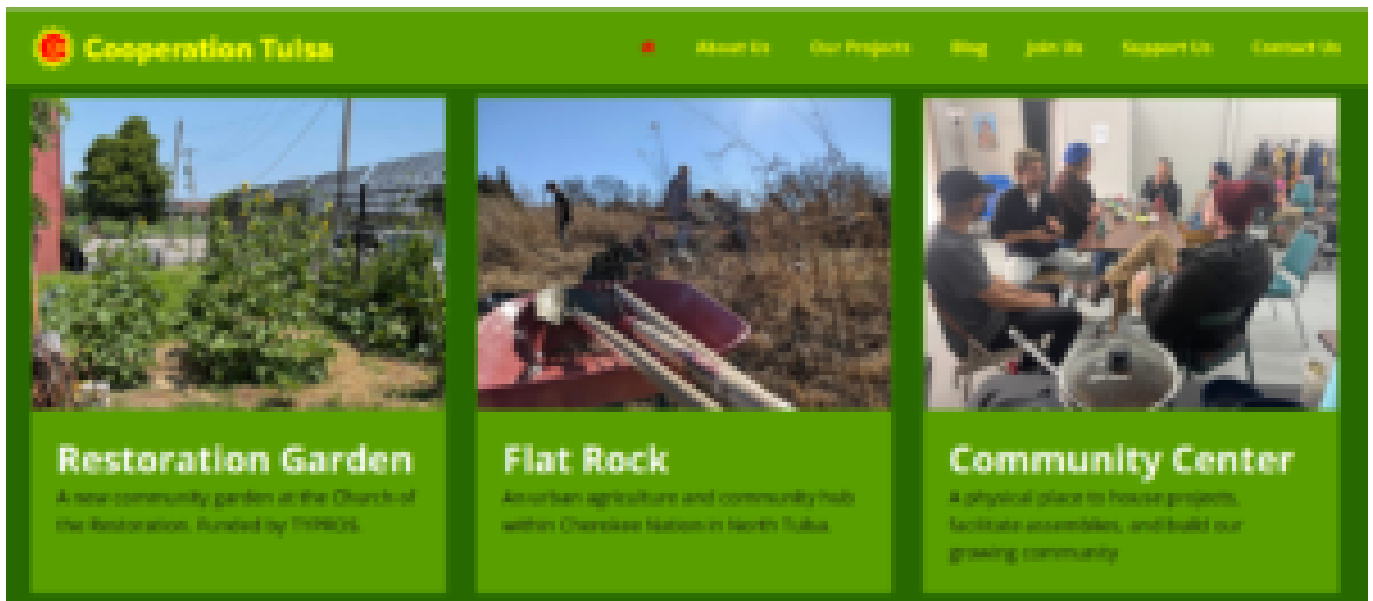 Cooperation Tulsa
About Us Our Projects Blog Join Us Support Us Contact Us
Restoration Garden
A new community garden at the Church of
the Restoration. Funded by TYPROS.
Flat Rock
An urban agriculture and community hub
within Cherokee Nation in North Tulsa.
Community Center
A physical place to house projects,
facilitate assemblies, and build our
growing community